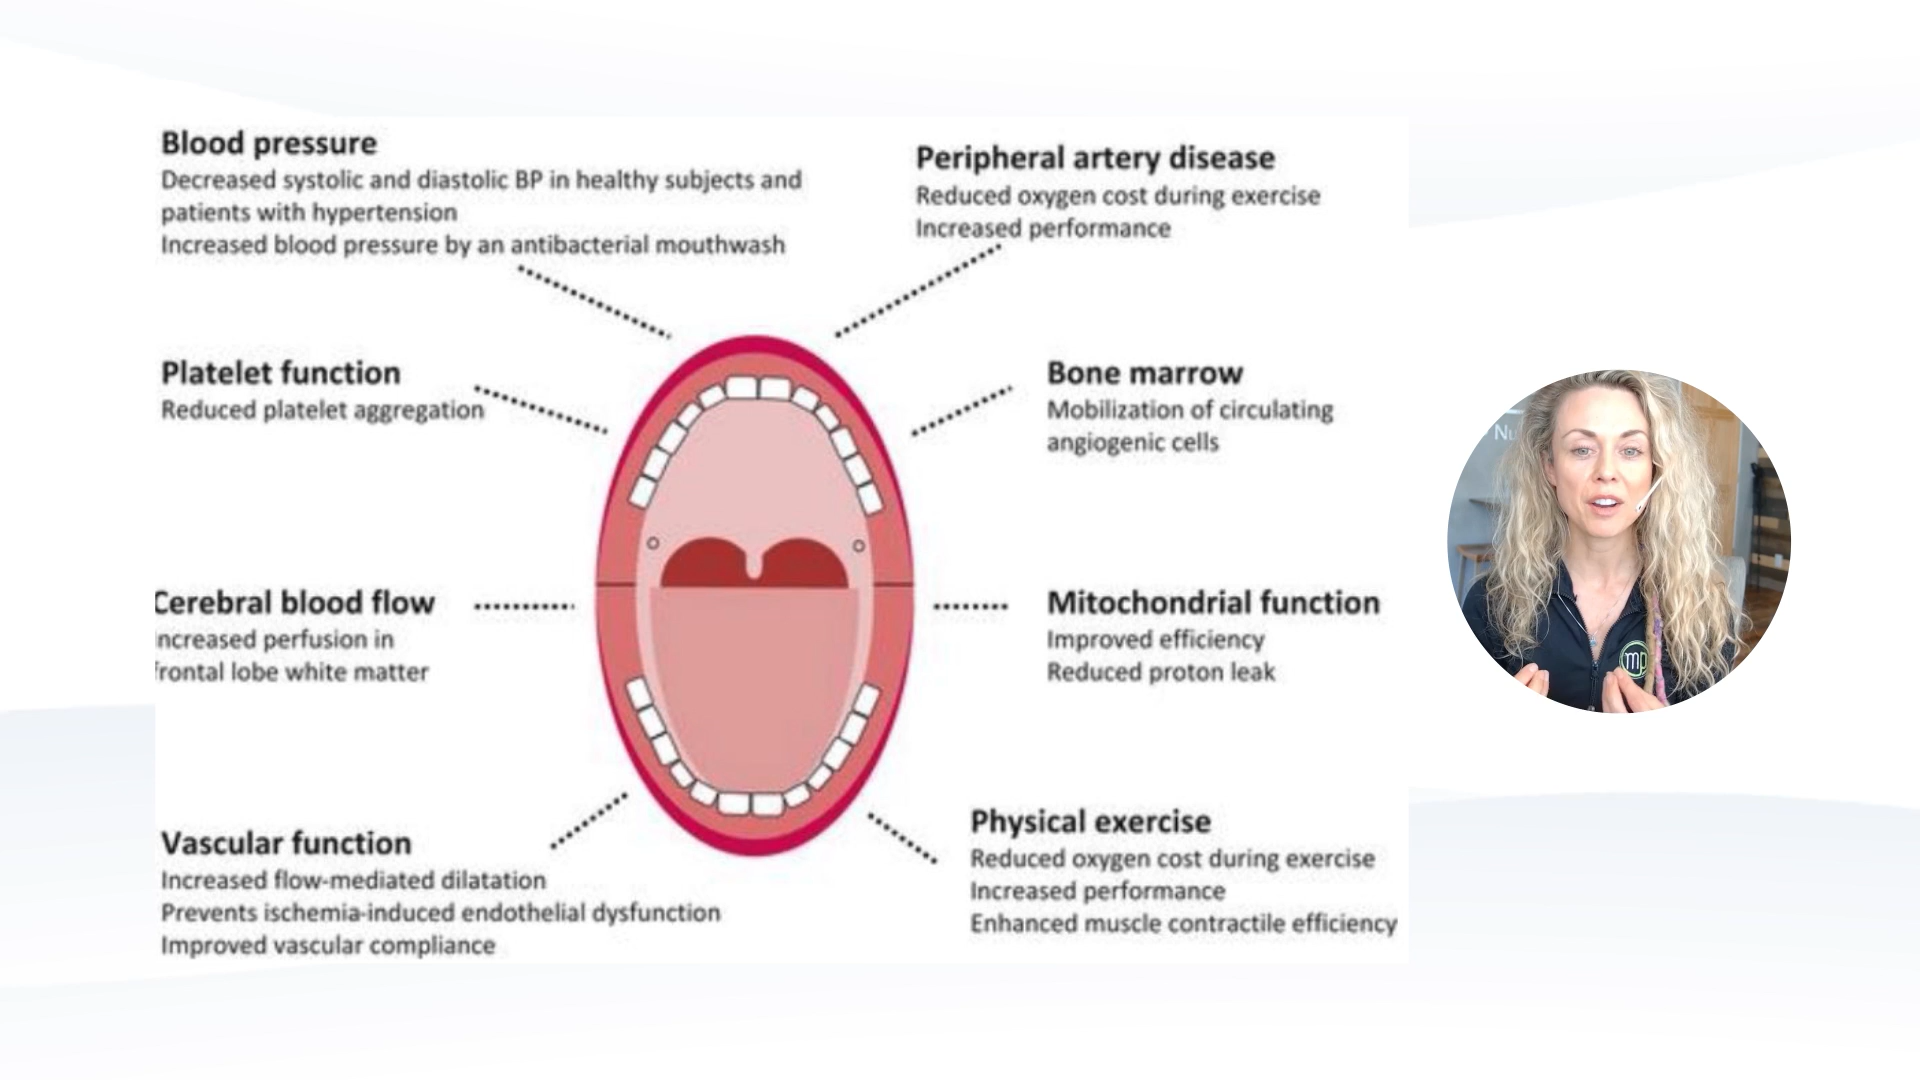 Blood pressure
Decreased systolic and diastolic BP in healthy subjects and
patients with hypertension
Increased blood pressure by an antibacterial mouthwash
Peripheral artery disease
Reduced oxygen cost during exercise
Increased performance
Platelet function
Reduced platelet aggregation
Bone marrow
Mobilization of circulating
angiogenic cells
Cerebral blood flow
ncreased perfusion in
frontal lobe white matter
Mitochondrial function
Improved efficiency
Reduced proton leak
Vascular function
Increased flow-mediated dilatation
Prevents ischemia-induced endothelial dysfunction
Improved vascular compliance
Physical exercise
Reduced oxygen cost during exercise
Increased performance
Enhanced muscle contractile efficiency
mp